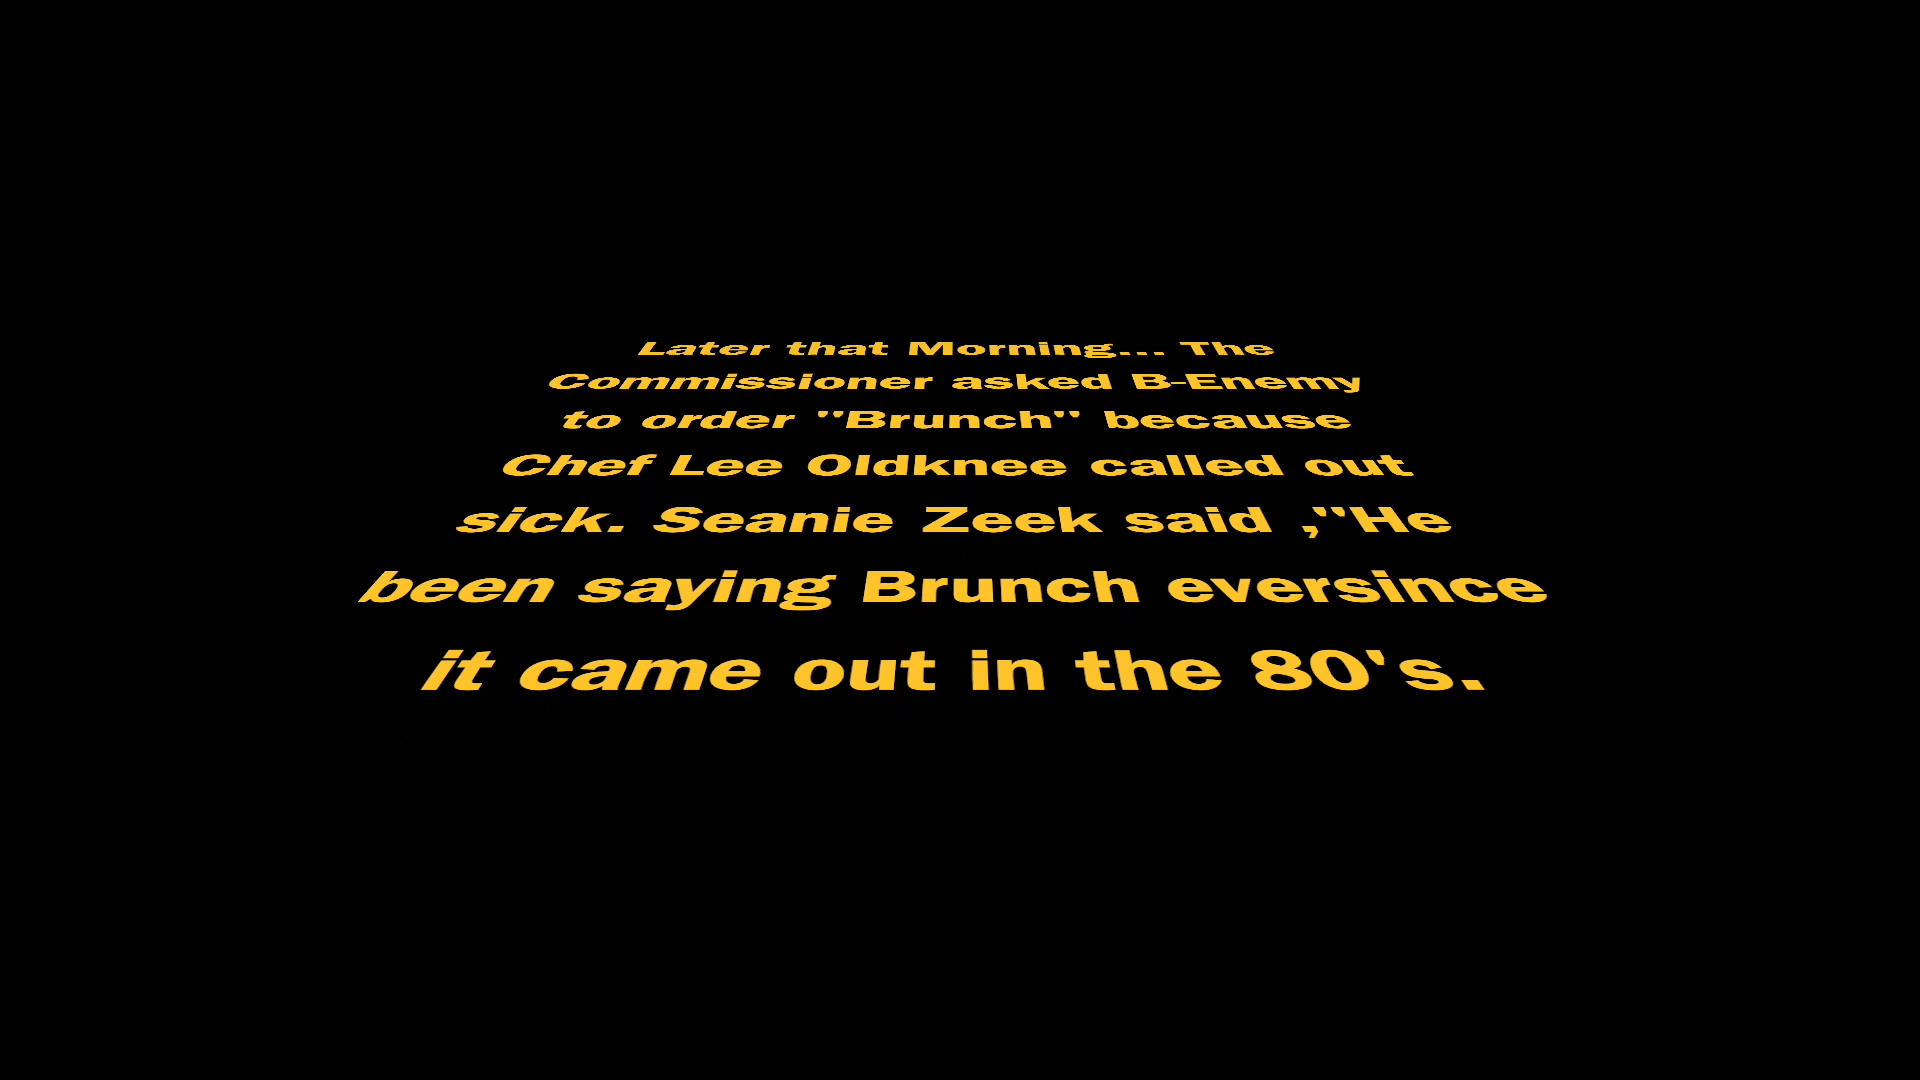 Later that Morning... The
Commissioner asked B-Enemy
to order "Brunch" because
Chef Lee Oldknee called out
sick. Seanie Zeek said ,"He
been saying Brunch eversince
it came out in the 80's.